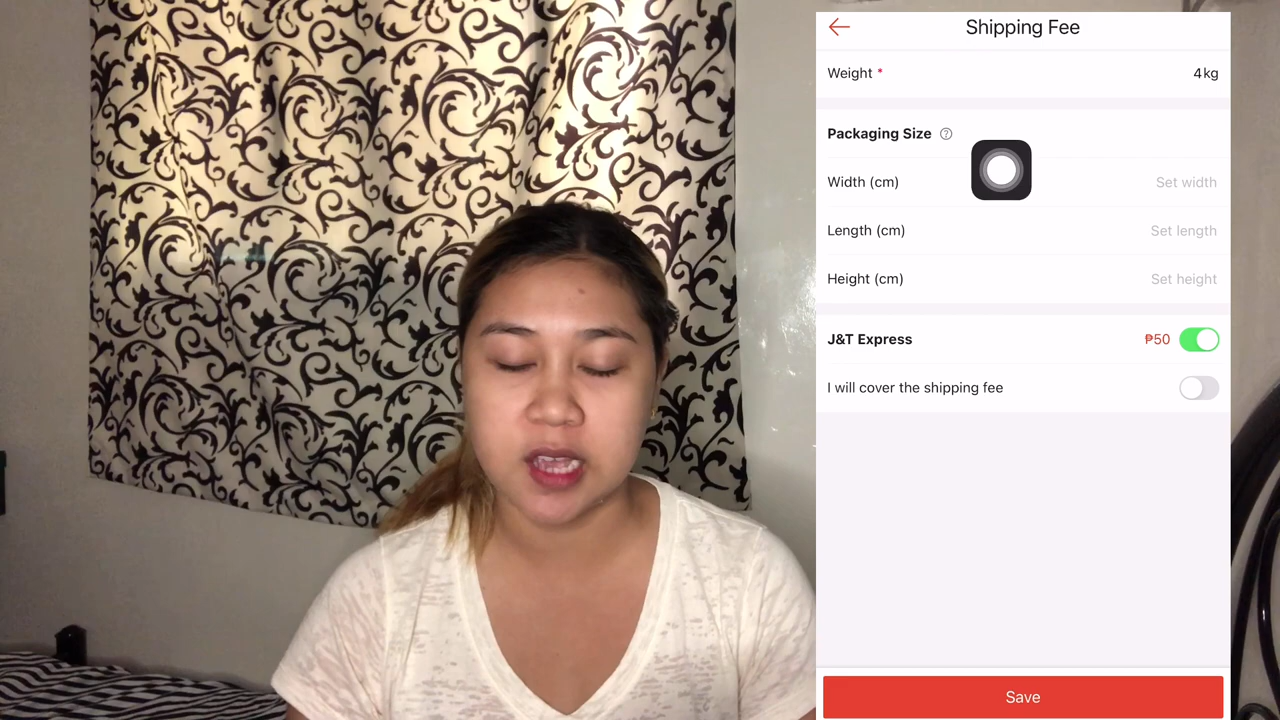 Shipping Fee
Weight * 4kg
Packaging Size ?
Width (cm) Set width
Length (cm) Set length
Height (cm) Set height
J&T Express ₱50
I will cover the shipping fee
Save